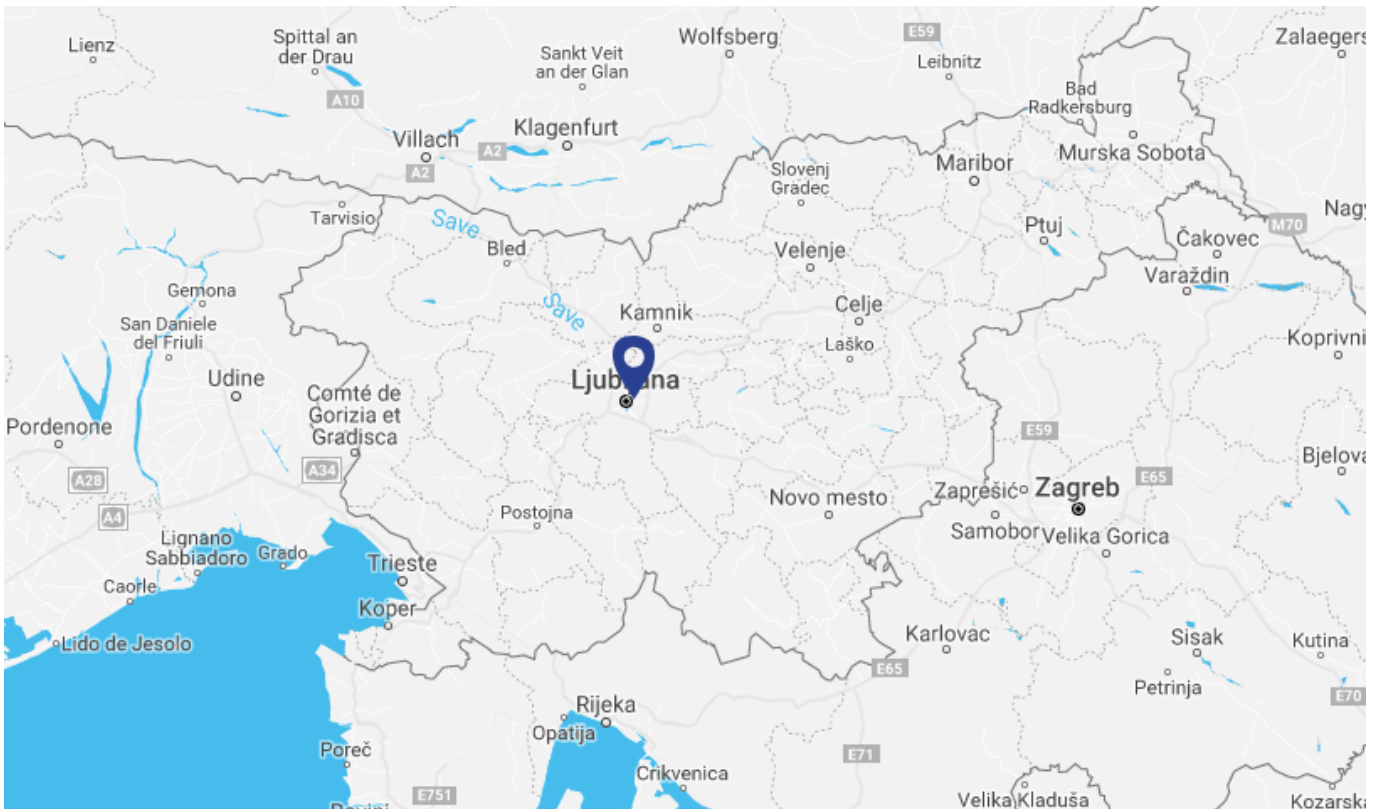 Lienz
Spittal an
der Drau
A10
Sankt Veit
an der Glan
Wolfsberg
E59
Leibnitz
Zalaegers
Bad
Radkersburg
Villach
Klagenfurt
A2
A2
Maribor
Murska Sobota
Slovenj
Gradec
Tarvisio
Save
Bled
Velenje
Ptuj
Čakovec
M70
Nagy
Varaždin
Gemona
Save
Kamnik
Celje
San Daniele
del Friuli
Laško
Koprivni
Udine
Ljub ana
Comté de
Gorizia et
Gradisca
Pordenone
A28
A34
E59
E65
Bjelova
A4
Postojna
Novo mesto
Zaprešić
Zagreb
Samobor
Velika Gorica
Lignano
Sabbiadoro
Grado
Trieste
Caorle
Koper
Lido de Jesolo
Karlovac
Sisak
Kutina
E65
Petrinja
E70
Rijeka
Opatija
Poreč
E71
Crikvenica
E751
Velika Kladuša
Kozarska